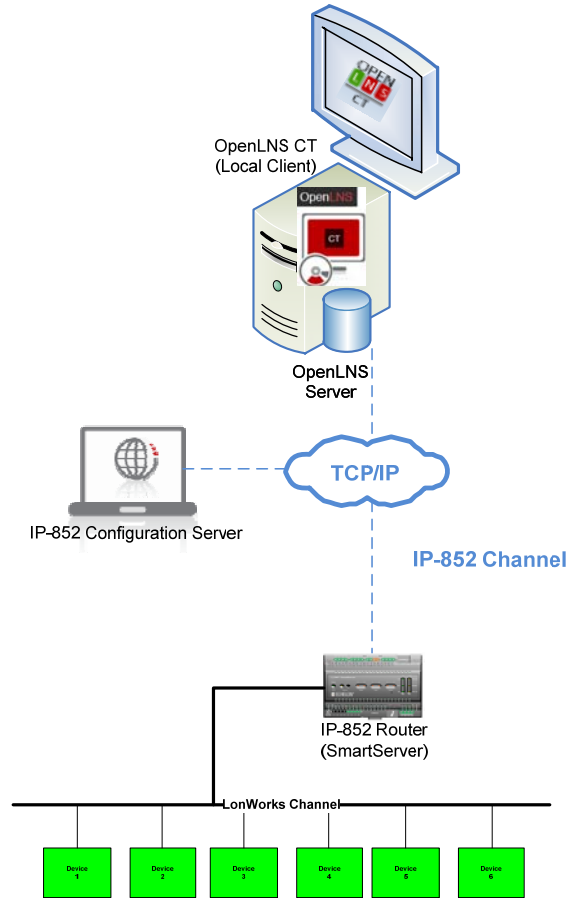 OPEN
LNS
CT
OpenLNS CT
(Local Client)
OpenLNS
CT
OpenLNS
Server
TCP/IP
IP-852 Configuration Server
IP-852 Channel
IP-852 Router
(SmartServer)
LonWorks Channel
Device
1
Device
2
Device
3
Device
4
Device
5
Device
6